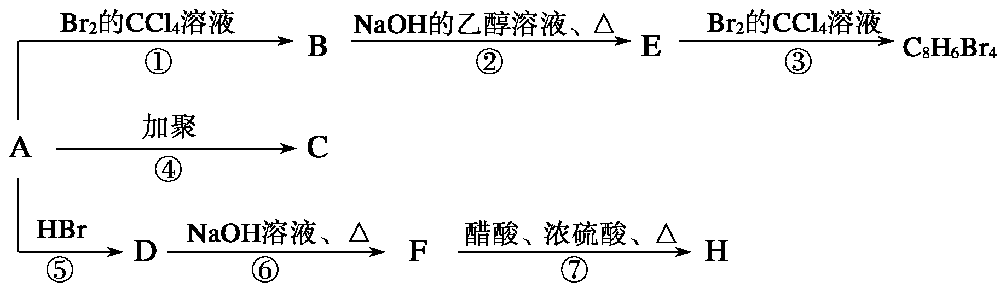 Br₂的CCl₄溶液 NaOH的乙醇溶液、△ Br₂的CCl₄溶液
B E C₈H₆Br₄
① ② ③
加聚
A C
④
HBr NaOH溶液、△ 醋酸、浓硫酸、△
D F H
⑤ ⑥ ⑦